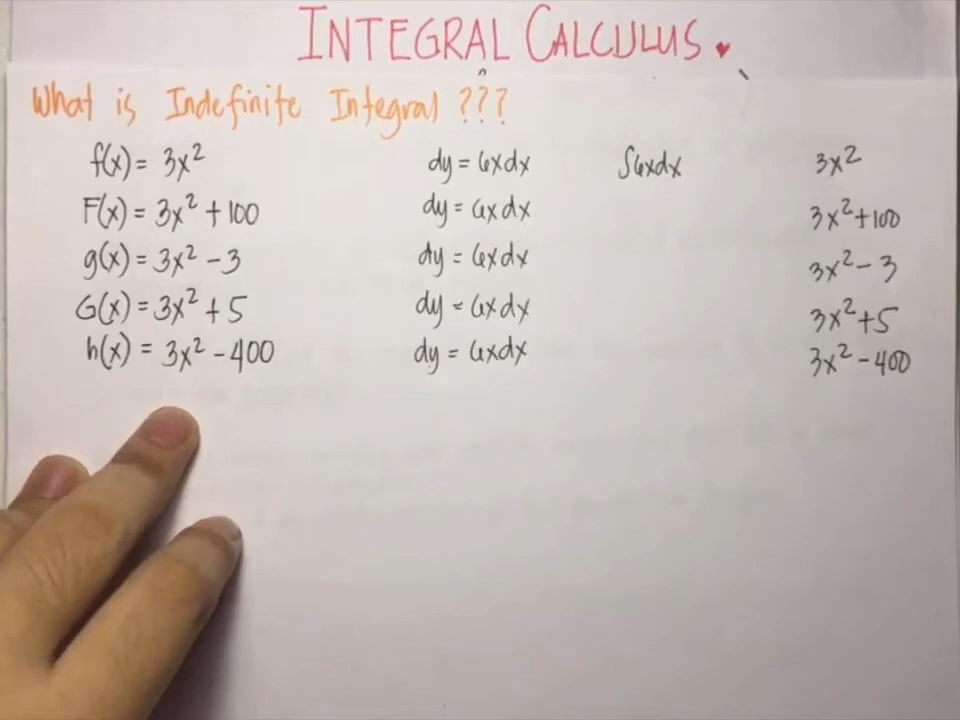 INTEGRAL CALCULUS
What is Indefinite Integral ???
f(x) = 3x² dy = 6xdx ∫6xdx 3x²
F(x) = 3x² + 100 dy = 6xdx 3x²+100
g(x) = 3x² - 3 dy = 6xdx 3x²- 3
G(x) = 3x² + 5 dy = 6xdx 3x²+5
h(x) = 3x² - 400 dy = 6xdx 3x² - 400